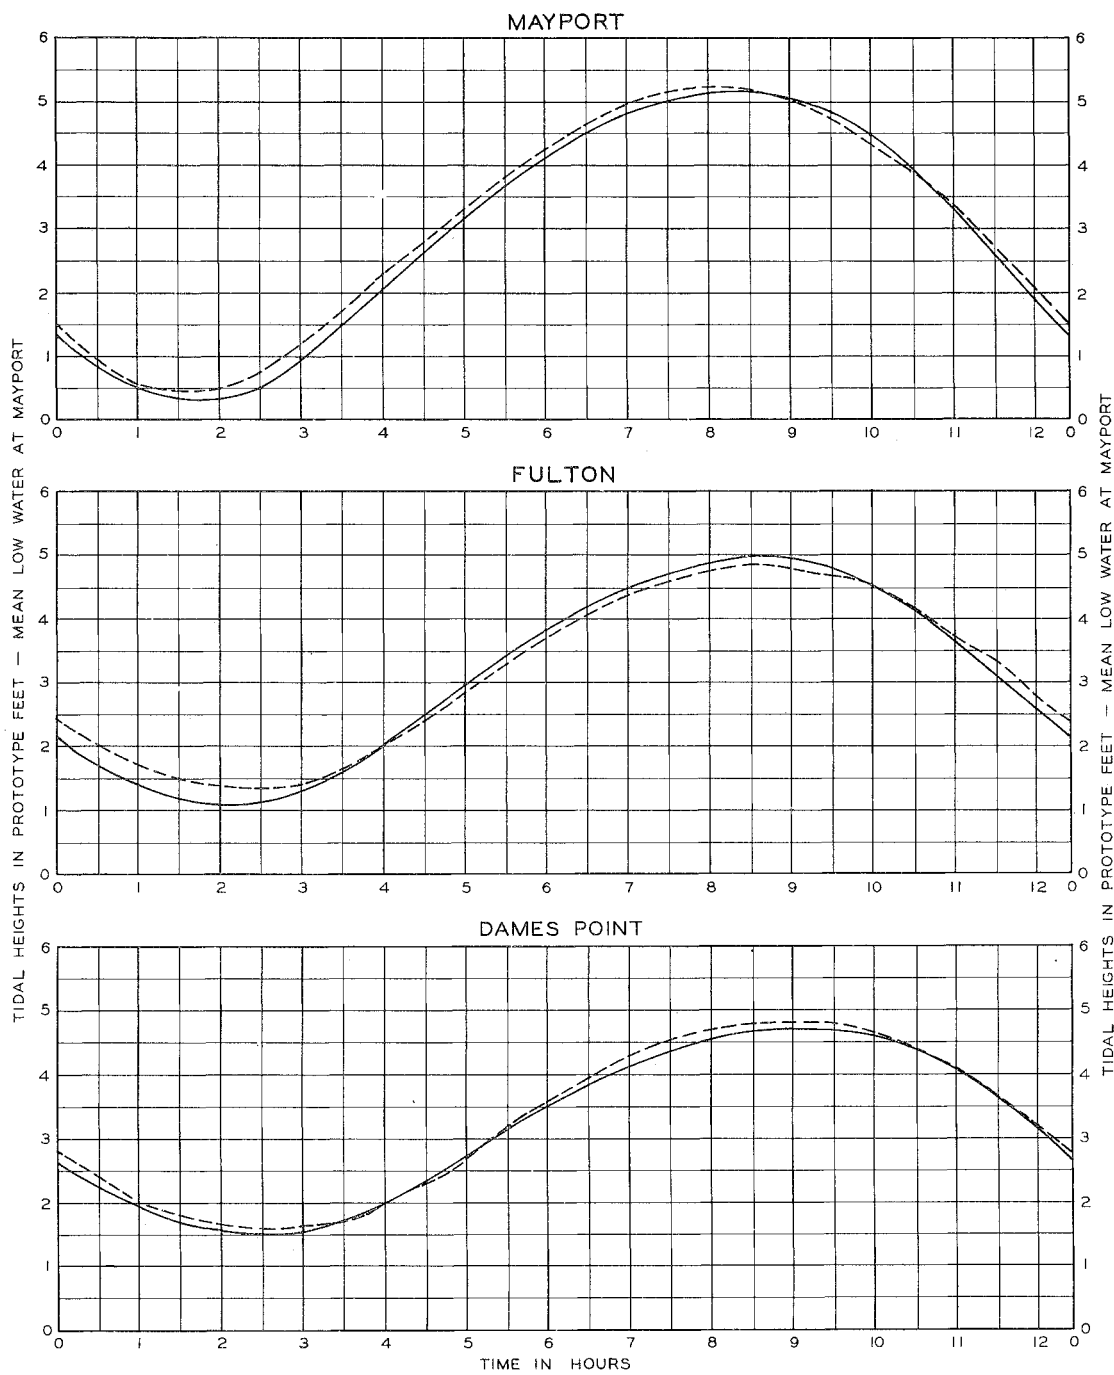 MAYPORT
6 6
5 5
4 4
3 3
2 2
1 1
0 0
0 1 2 3 4 5 6 7 8 9 10 11 12 0
FULTON
6 6
5 5
4 4
3 3
2 2
1 1
0 0
0 1 2 3 4 5 6 7 8 9 10 11 12 0
DAMES POINT
6 6
5 5
4 4
3 3
2 2
1 1
0 0
0 1 2 3 4 5 6 7 8 9 10 11 12 0
TIME IN HOURS
TIDAL HEIGHTS IN PROTOTYPE FEET — MEAN LOW WATER AT MAYPORT
TIDAL HEIGHTS IN PROTOTYPE FEET — MEAN LOW WATER AT MAYPORT